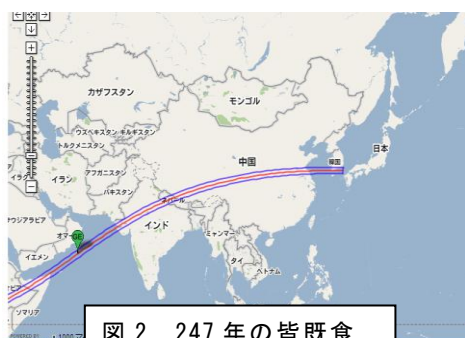 カザフスタン
モンゴル
ウズベキスタン
キルギスタン
トルクメニスタン
中国
韓国
日本
アフガニスタン
イラン
パキスタン
ネパール
サウジアラビア
オマーン
GE
インド
ミャンマー
イエメン
タイ
ベトナム
ソマリア
図2 247年の皆既食